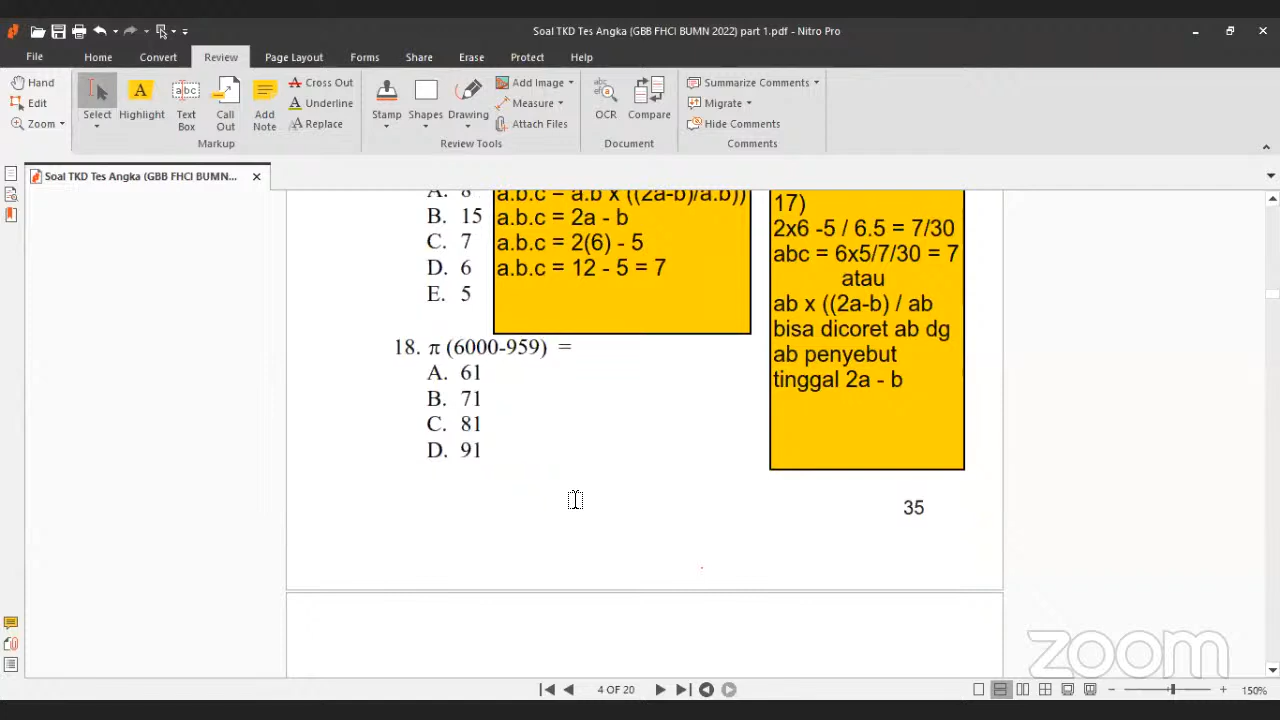 Soal TKD Tes Angka (GBB FHCI BUMN 2022) part 1.pdf - Nitro Pro
File Home Convert Review Page Layout Forms Share Erase Protect Help
Hand
Edit
Zoom
Select
Highlight
Text Box
Call Out
Add Note
Cross Out
Underline
Replace
Markup
Stamp
Shapes
Drawing
Add Image
Measure
Attach Files
Review Tools
OCR
Compare
Document
Summarize Comments
Migrate
Hide Comments
Comments
Soal TKD Tes Angka (GBB FHCI BUMN...
A. 8
B. 15
C. 7
D. 6
E. 5
a.b.c = a.b x ((2a-b)/a.b))
a.b.c = 2a - b
a.b.c = 2(6) - 5
a.b.c = 12 - 5 = 7
17)
2x6 -5 / 6.5 = 7/30
abc = 6x5/7/30 = 7
atau
ab x ((2a-b) / ab
bisa dicoret ab dg
ab penyebut
tinggal 2a - b
18. π (6000-959) =
A. 61
B. 71
C. 81
D. 91
35
zoom
4 OF 20
150%